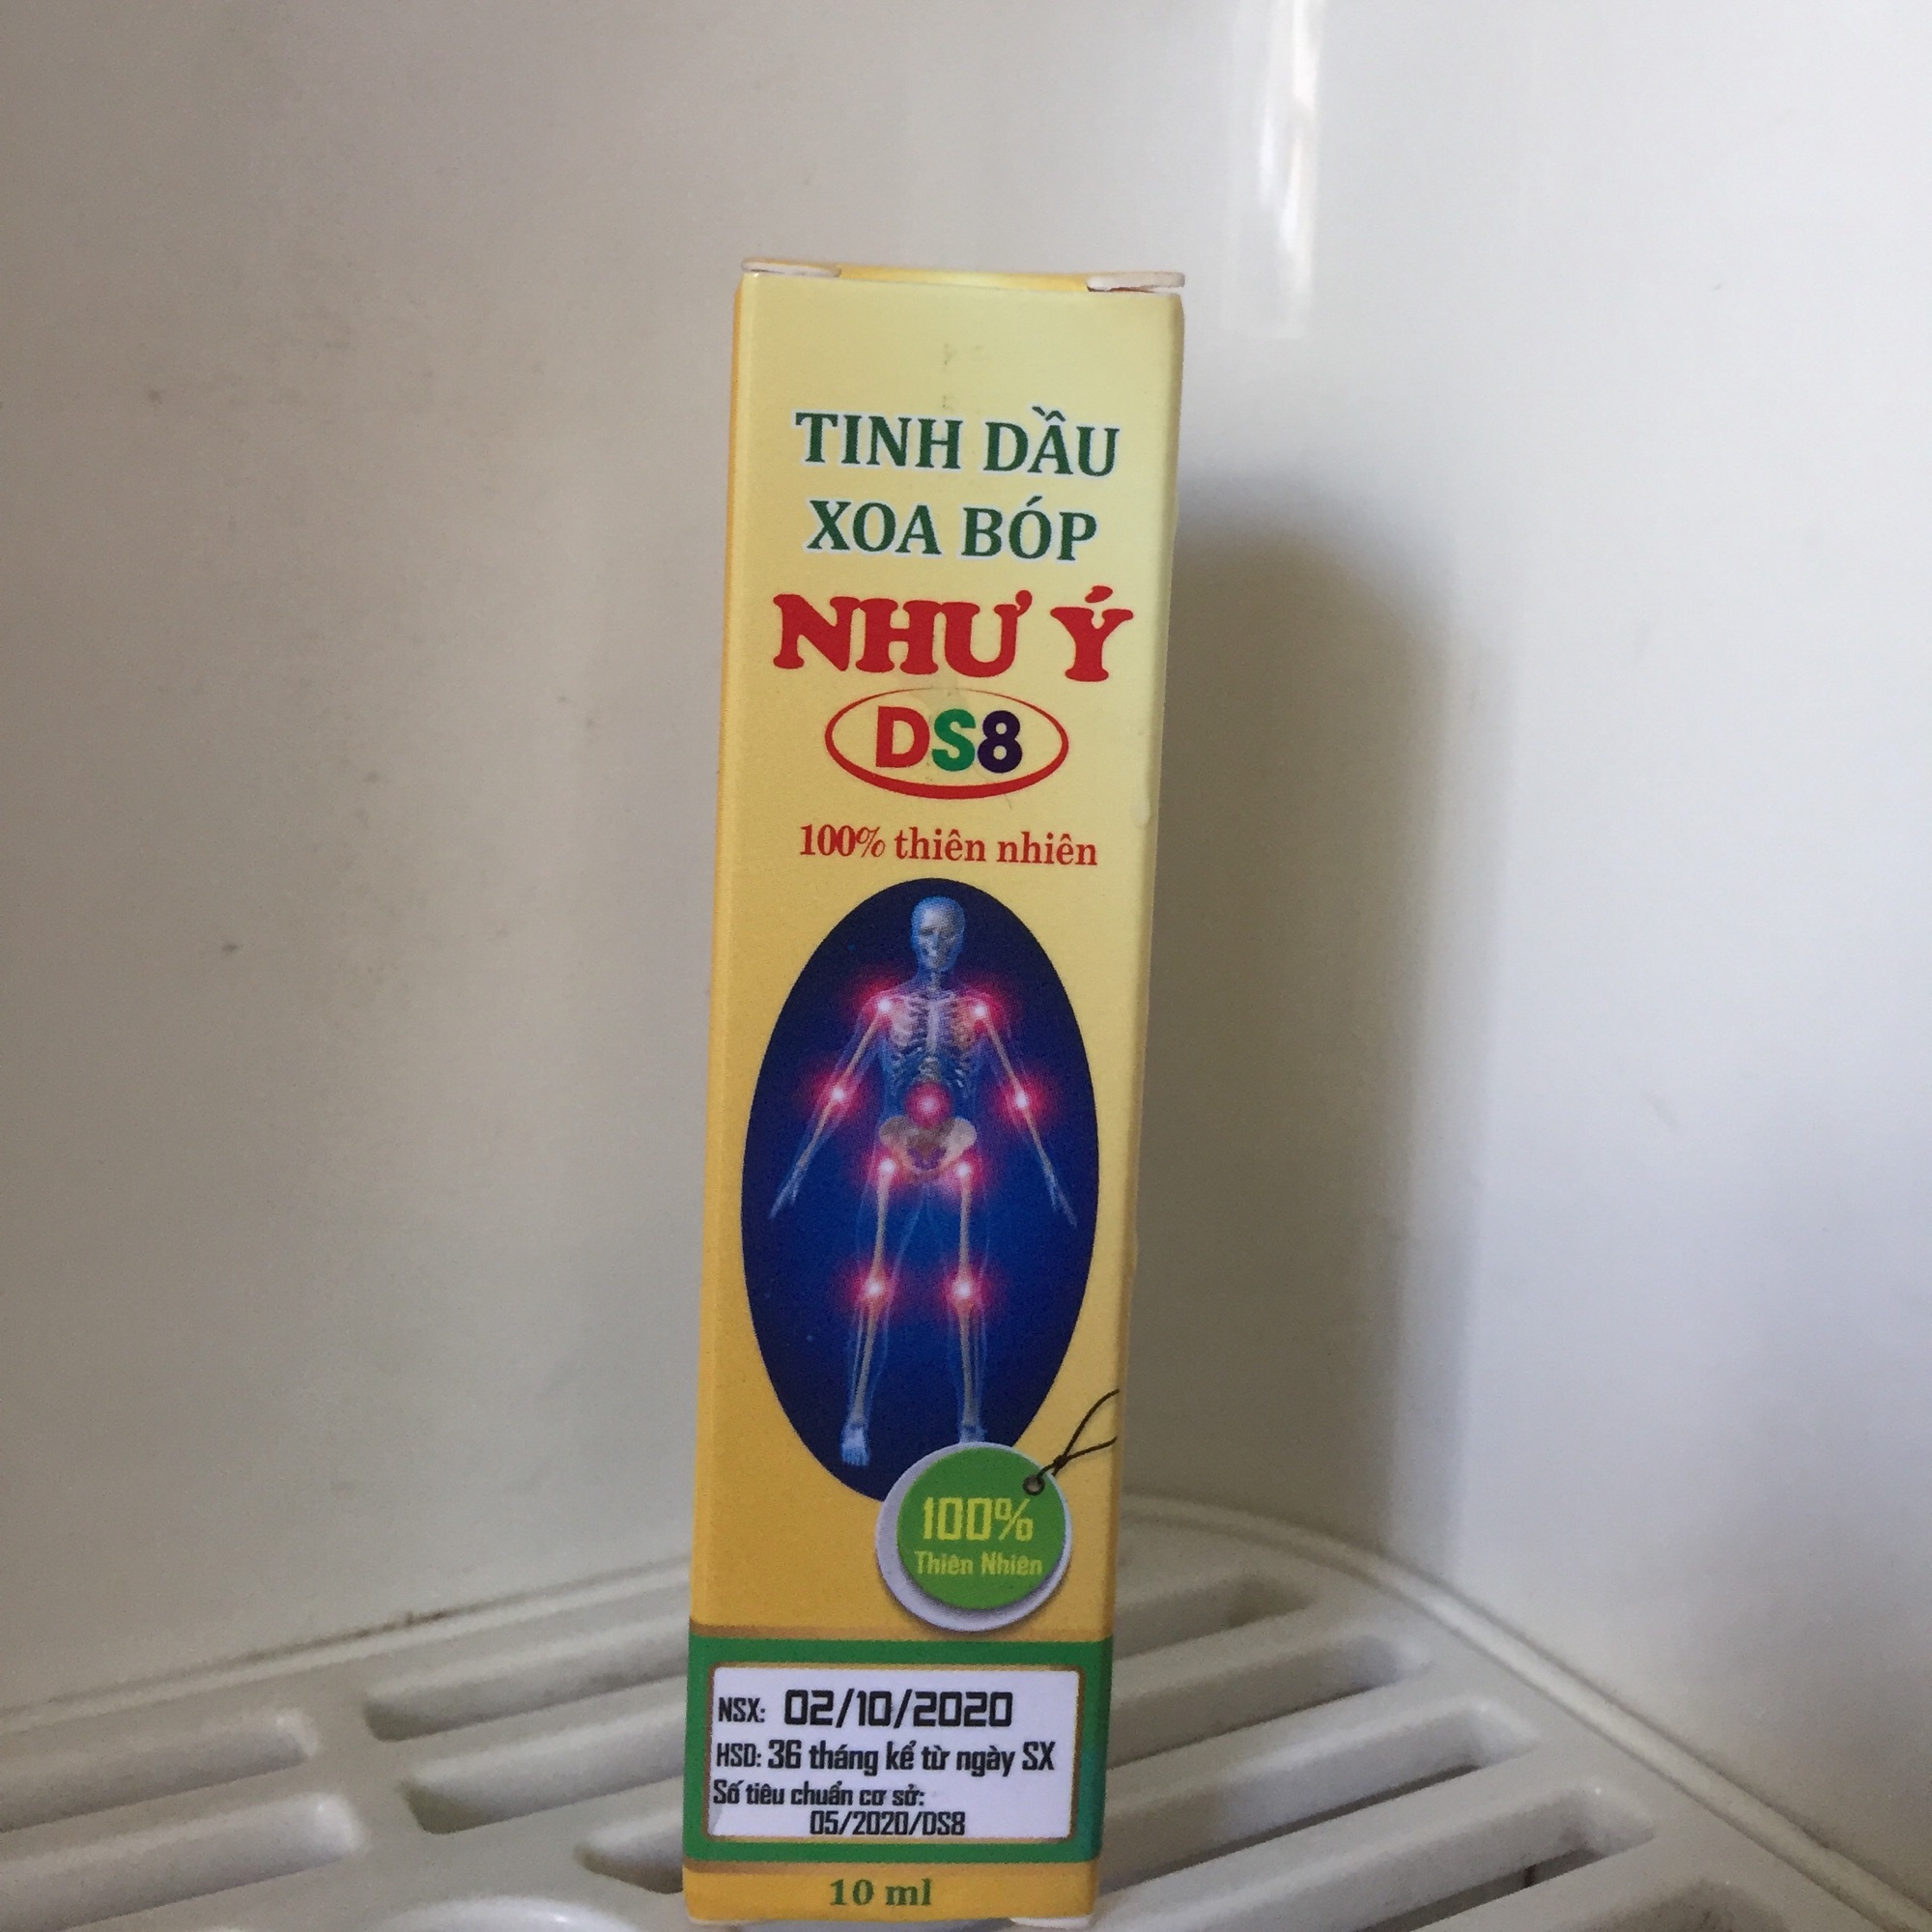 TINH DẦU
XOA BÓP
NHƯ Ý
DS8
100% thiên nhiên
100%
Thiên Nhiên
NSX: 02/10/2020
HSD: 36 tháng kể từ ngày SX
Số tiêu chuẩn cơ sở:
05/2020/DS8
10 ml